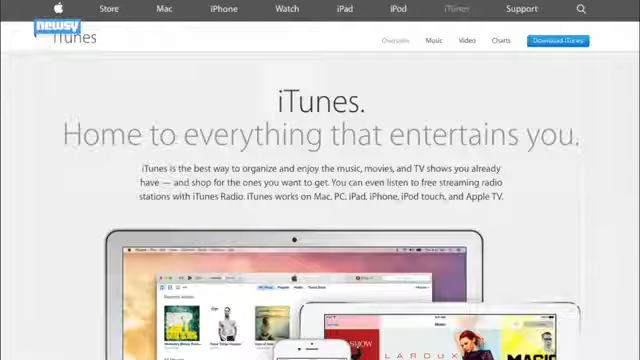 Store Mac iPhone Watch iPad iPod iTunes Support
newsy
iTunes
Overview Music Video Charts Download iTunes
iTunes.
Home to everything that entertains you.
iTunes is the best way to organize and enjoy the music, movies, and TV shows you already
have — and shop for the ones you want to get. You can even listen to free streaming radio
stations with iTunes Radio. iTunes works on Mac, PC, iPad, iPhone, iPod touch, and Apple TV.
SHOW
LAROUX
MAGIC